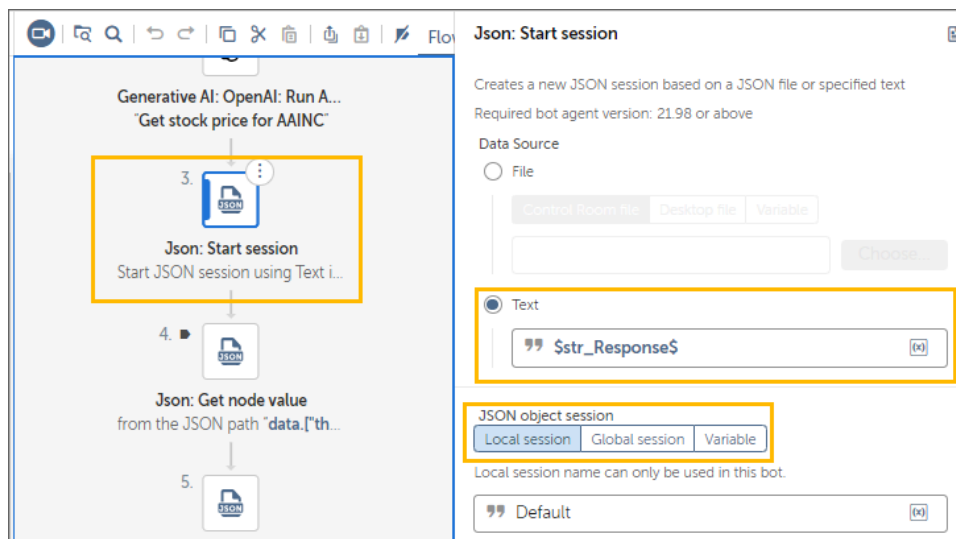 Flo
Generative AI: OpenAI: Run A...
"Get stock price for AAINC"
3.
JSON
Json: Start session
Start JSON session using Text i...
4.
JSON
Json: Get node value
from the JSON path "data.["th...
5.
JSON
Json: Start session
Creates a new JSON session based on a JSON file or specified text
Required bot agent version: 21.98 or above
Data Source
File
Control Room file Desktop file Variable
Choose...
Text
$str_Response$
(x)
JSON object session
Local session Global session Variable
Local session name can only be used in this bot.
Default
(x)